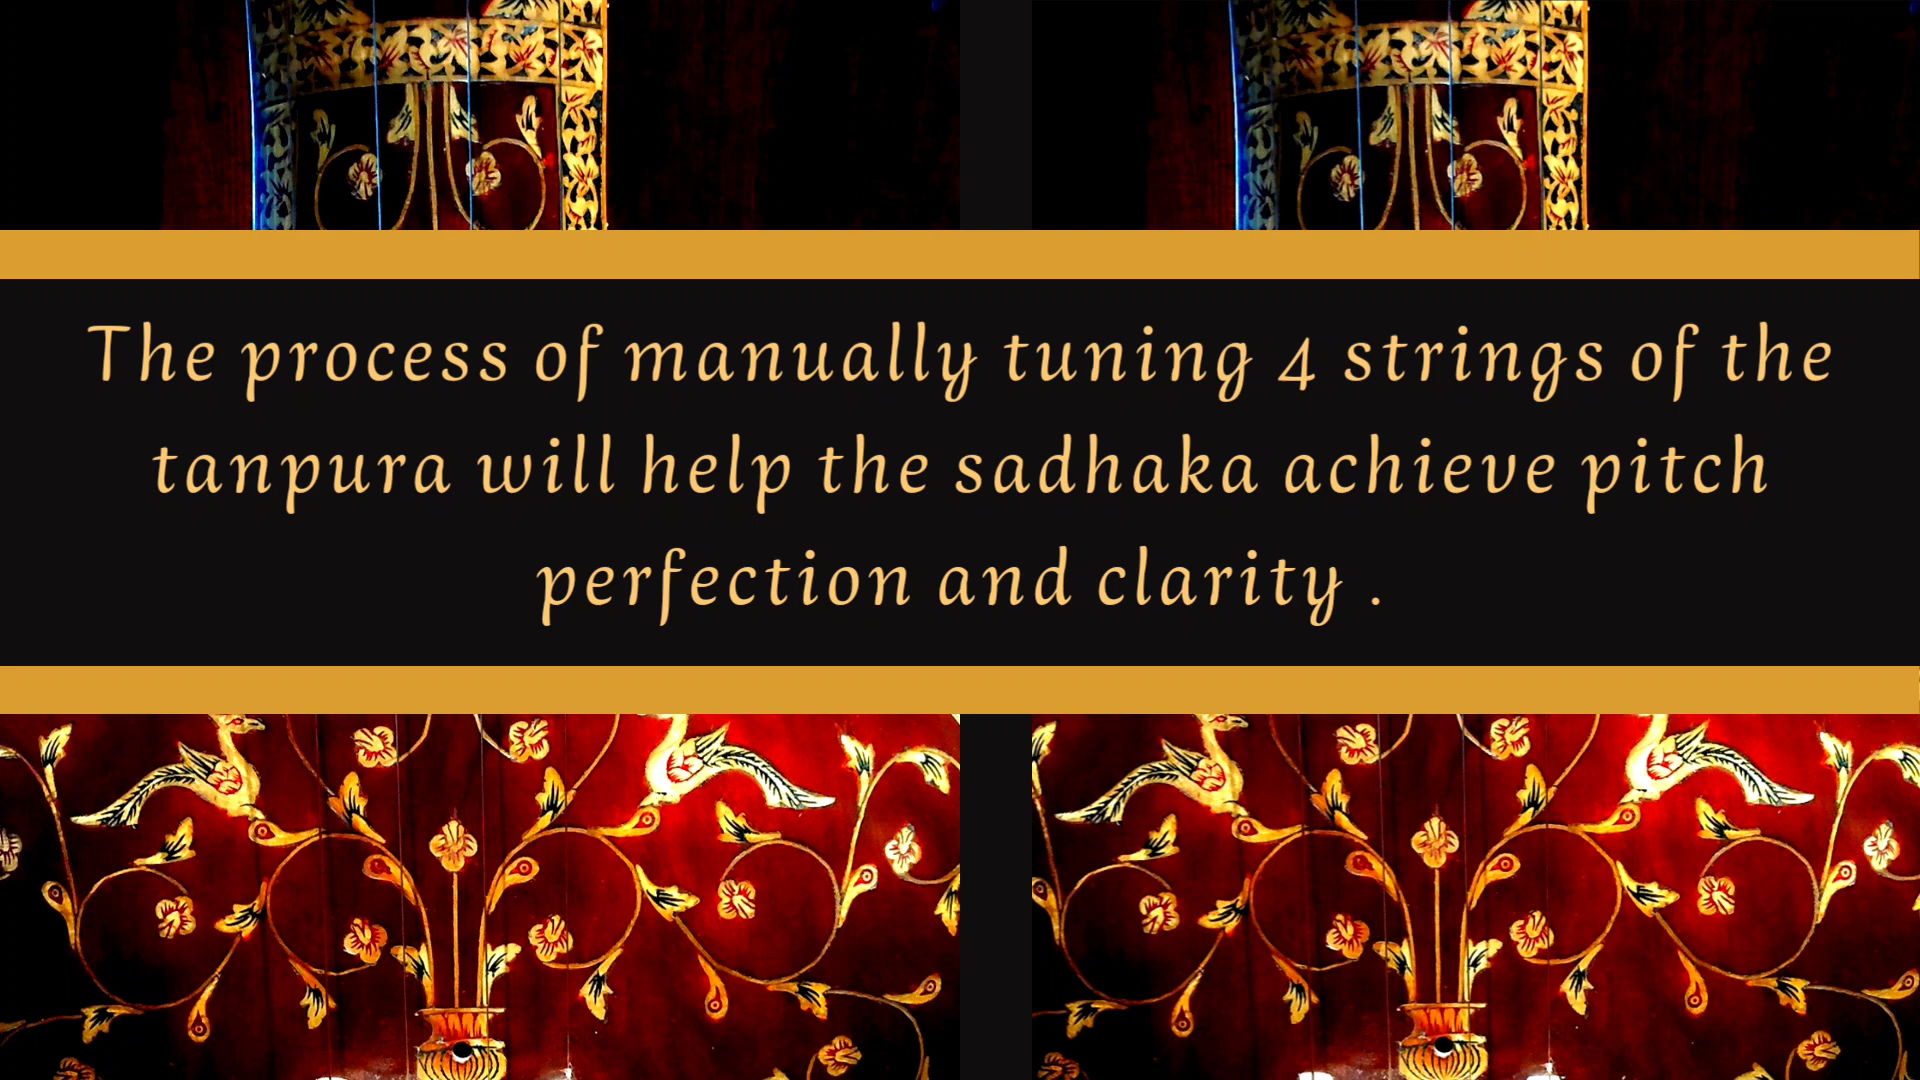 The process of manually tuning 4 strings of the
tanpura will help the sadhaka achieve pitch
perfection and clarity .